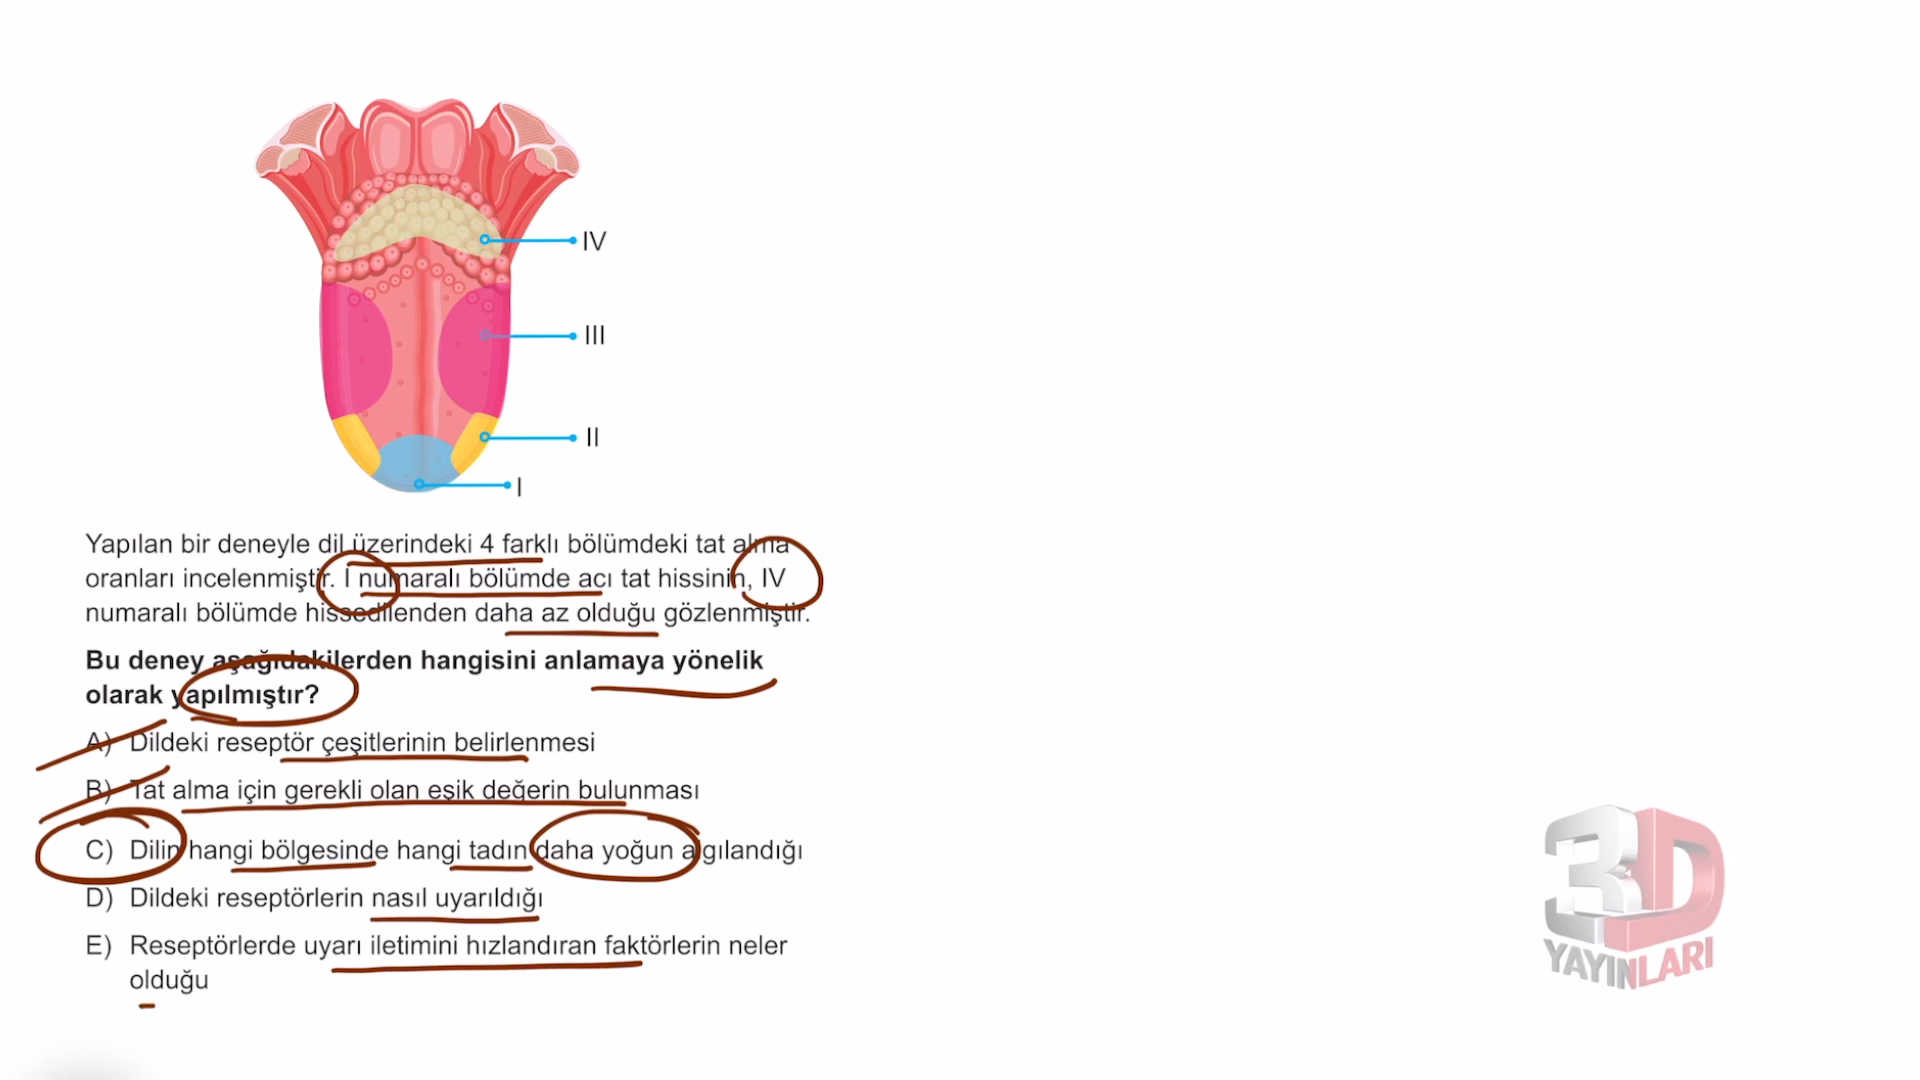 IV
III
II
I
Yapılan bir deneyle dil üzerindeki 4 farklı bölümdeki tat alma
oranları incelenmiştir. I numaralı bölümde acı tat hissinin, IV
numaralı bölümde hissedilenden daha az olduğu gözlenmiştir.
Bu deney aşağıdakilerden hangisini anlamaya yönelik
olarak yapılmıştır?
A) Dildeki reseptör çeşitlerinin belirlenmesi
B) Tat alma için gerekli olan eşik değerin bulunması
C) Dilin hangi bölgesinde hangi tadın daha yoğun algılandığı
D) Dildeki reseptörlerin nasıl uyarıldığı
E) Reseptörlerde uyarı iletimini hızlandıran faktörlerin neler
olduğu
3D
YAYINLARI